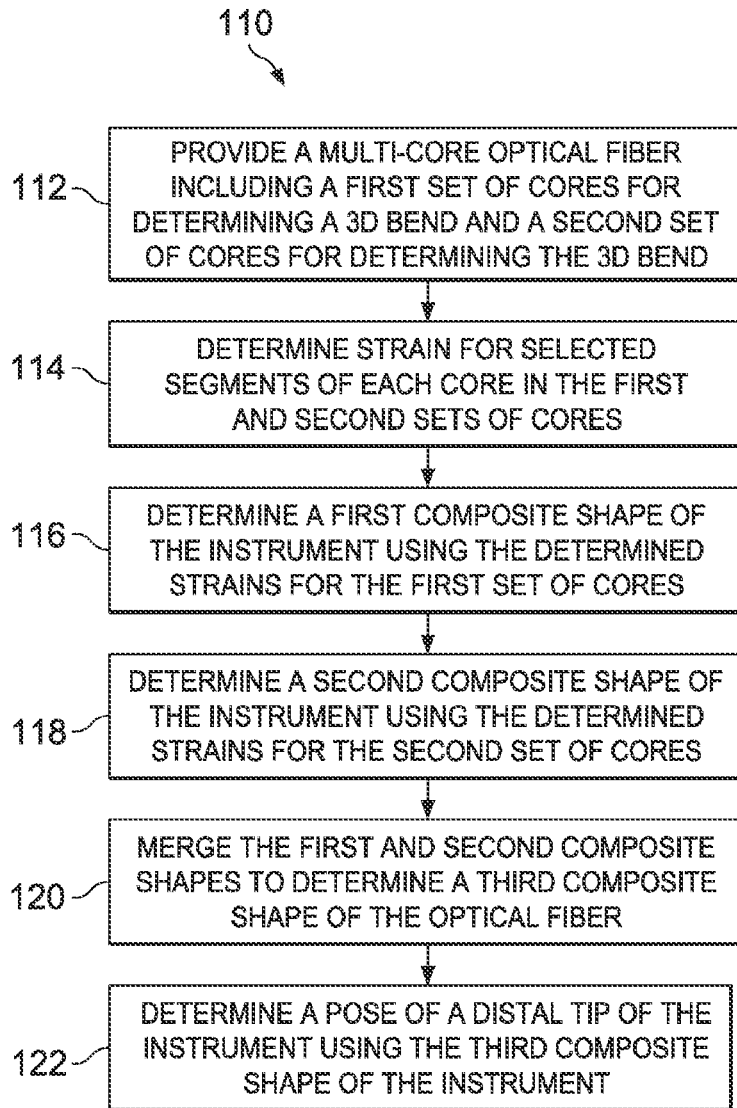 110
112
PROVIDE A MULTI-CORE OPTICAL FIBER
INCLUDING A FIRST SET OF CORES FOR
DETERMINING A 3D BEND AND A SECOND SET
OF CORES FOR DETERMINING THE 3D BEND
114
DETERMINE STRAIN FOR SELECTED
SEGMENTS OF EACH CORE IN THE FIRST
AND SECOND SETS OF CORES
116
DETERMINE A FIRST COMPOSITE SHAPE OF
THE INSTRUMENT USING THE DETERMINED
STRAINS FOR THE FIRST SET OF CORES
118
DETERMINE A SECOND COMPOSITE SHAPE OF
THE INSTRUMENT USING THE DETERMINED
STRAINS FOR THE SECOND SET OF CORES
120
MERGE THE FIRST AND SECOND COMPOSITE
SHAPES TO DETERMINE A THIRD COMPOSITE
SHAPE OF THE OPTICAL FIBER
122
DETERMINE A POSE OF A DISTAL TIP OF THE
INSTRUMENT USING THE THIRD COMPOSITE
SHAPE OF THE INSTRUMENT